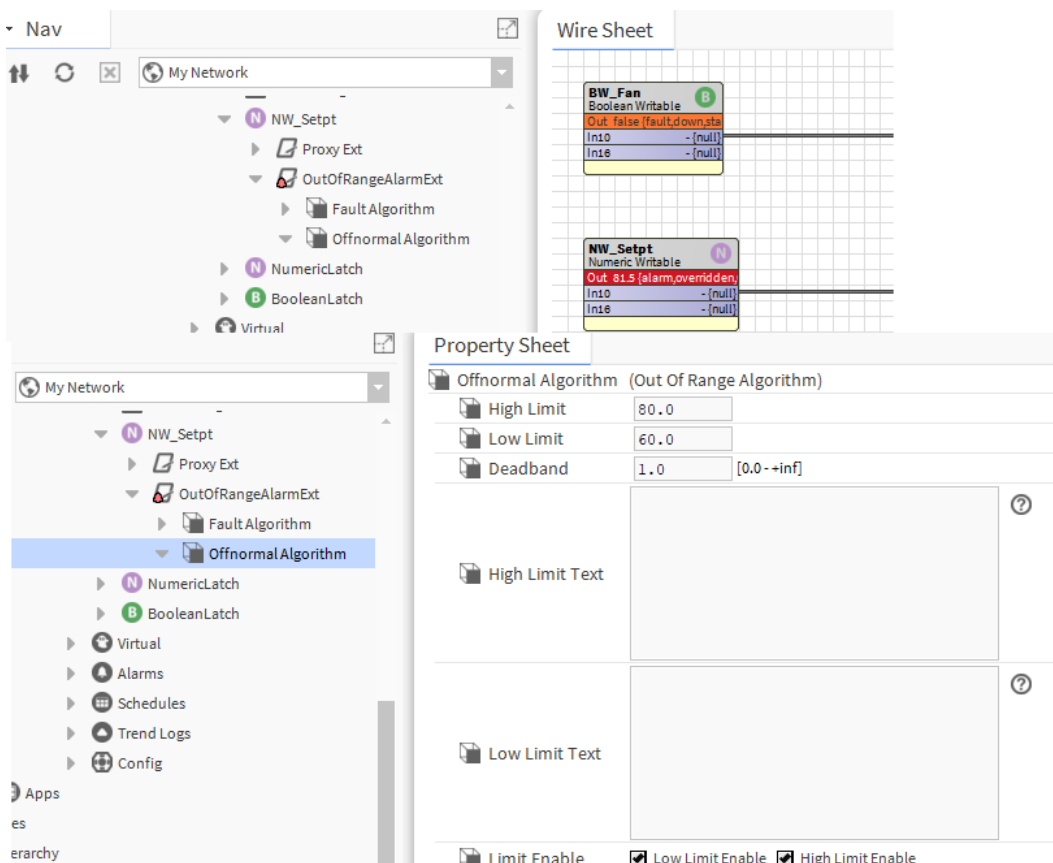 Nav
My Network
NW_Setpt
Proxy Ext
OutOfRangeAlarmExt
Fault Algorithm
Offnormal Algorithm
NumericLatch
BooleanLatch
Virtual
Wire Sheet
BW_Fan
Boolean Writable
B
Out false {fault,down,sta
In10 - {null}
In16 - {null}
NW_Setpt
Numeric Writable
N
Out 81.5 {alarm,overridden,
In10 - {null}
In16 - {null}
My Network
NW_Setpt
Proxy Ext
OutOfRangeAlarmExt
Fault Algorithm
Offnormal Algorithm
NumericLatch
BooleanLatch
Virtual
Alarms
Schedules
Trend Logs
Config
Apps
es
erarchy
Property Sheet
Offnormal Algorithm (Out Of Range Algorithm)
High Limit 80.0
Low Limit 60.0
Deadband 1.0 [0.0 - +inf]
High Limit Text
Low Limit Text
Limit Enable Low Limit Enable High Limit Enable